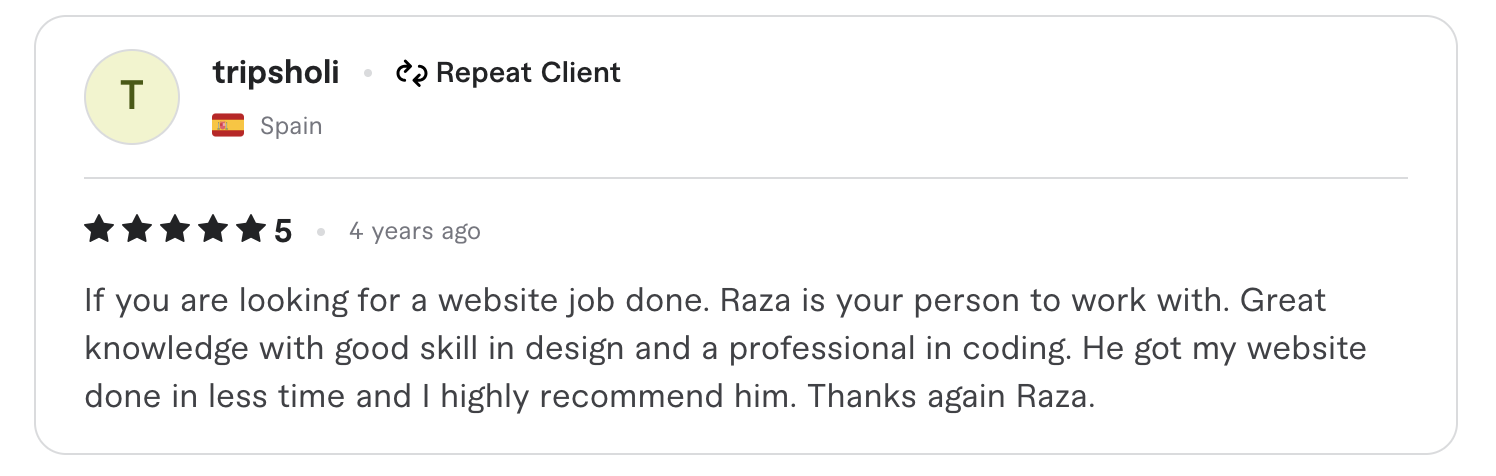 T
tripsholi • Repeat Client
Spain
5 • 4 years ago
If you are looking for a website job done. Raza is your person to work with. Great
knowledge with good skill in design and a professional in coding. He got my website
done in less time and I highly recommend him. Thanks again Raza.